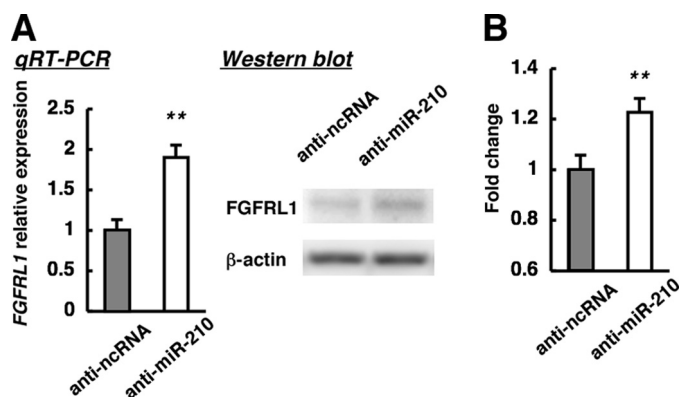 A
qRT-PCR
FGFRL1 relative expression
2.5
2
1.5
1
0.5
0
**
anti-ncRNA
anti-miR-210
Western blot
anti-ncRNA
anti-miR-210
FGFRL1
β-actin
B
Fold change
1.4
1.2
1
0.8
0.6
**
anti-ncRNA
anti-miR-210